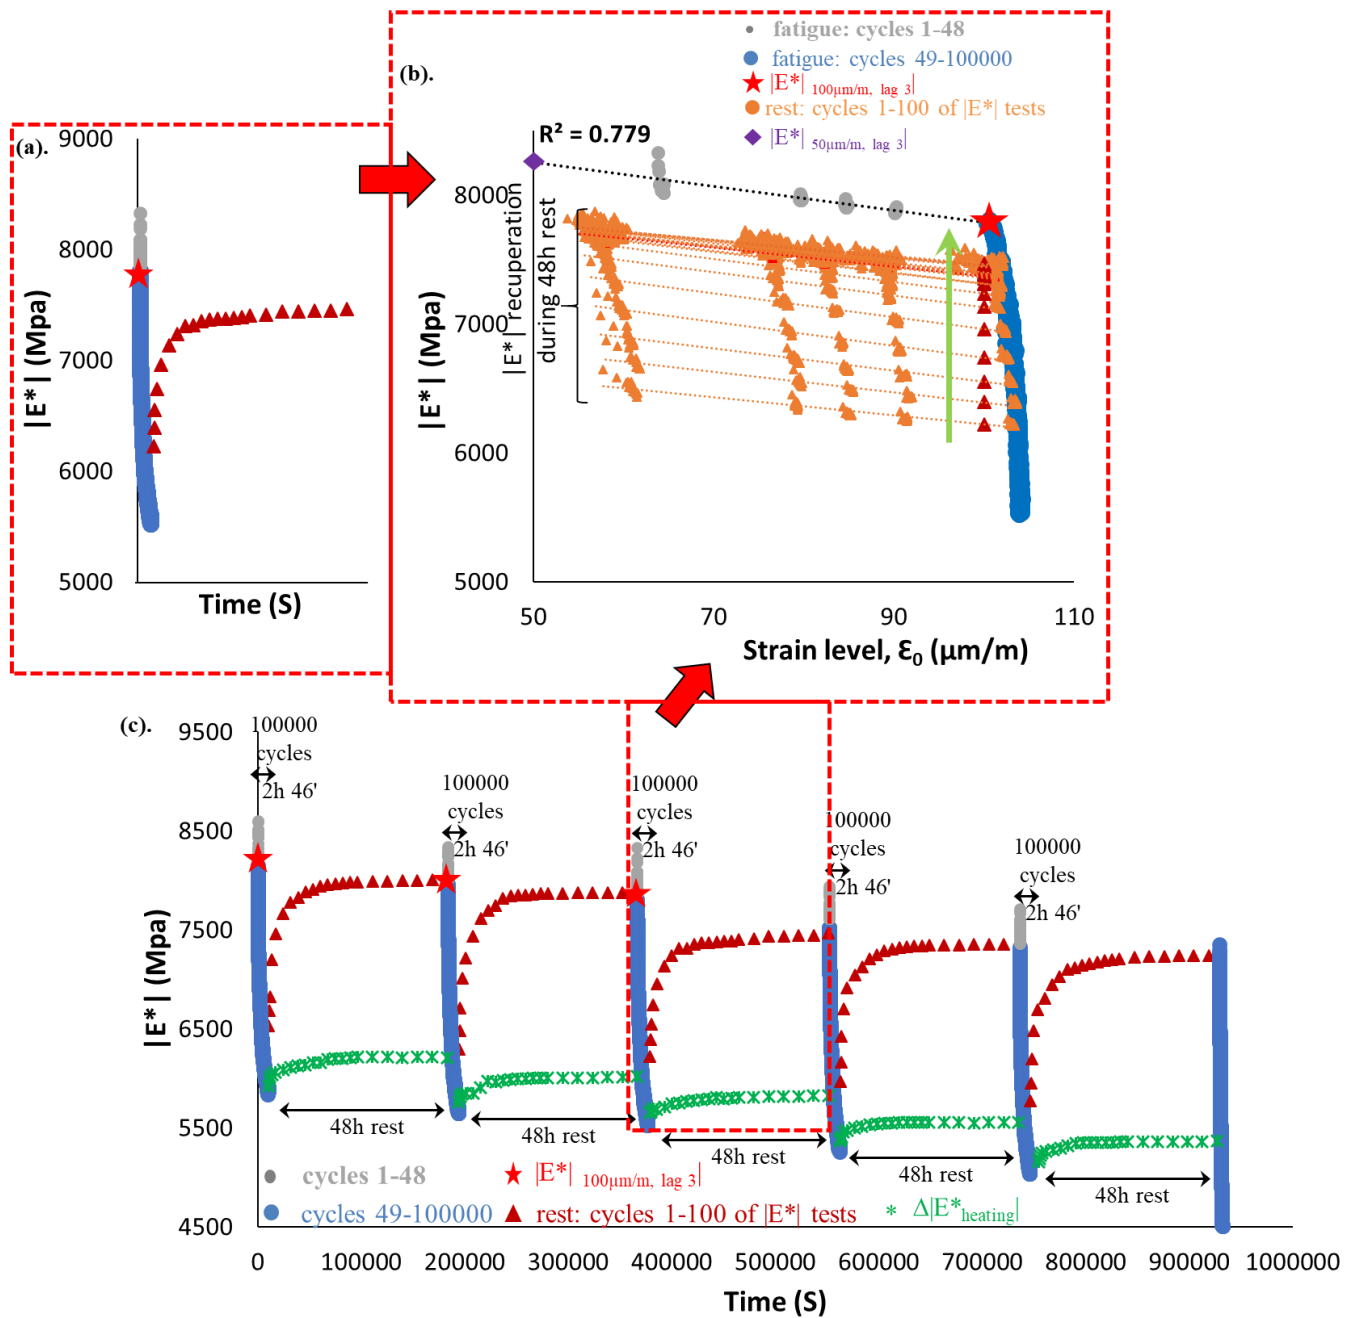 fatigue: cycles 1-48
fatigue: cycles 49-100000
|E*| 100µm/m, lag 3|
rest: cycles 1-100 of |E*| tests
|E*| 50µm/m, lag 3|
(b).
R² = 0.779
8000
7000
6000
5000
|E*| (Mpa)
|E*| recuperation
during 48h rest
50
70
90
110
Strain level, Ɛ0 (µm/m)
(a).
9000
8000
7000
6000
5000
|E*| (Mpa)
Time (S)
(c).
9500
8500
7500
6500
5500
4500
|E*| (Mpa)
100000
cycles
2h 46'
100000
cycles
2h 46'
100000
cycles
2h 46'
100000
cycles
2h 46'
100000
cycles
2h 46'
48h rest
48h rest
48h rest
48h rest
48h rest
cycles 1-48
|E*| 100µm/m, lag 3|
cycles 49-100000
rest: cycles 1-100 of |E*| tests
Δ|E*heating|
0
100000
200000
300000
400000
500000
600000
700000
800000
900000
1000000
Time (S)